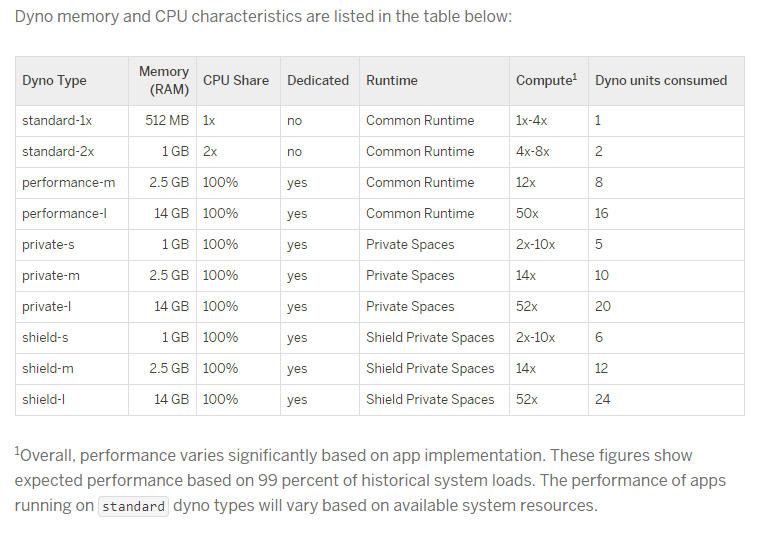 Dyno memory and CPU characteristics are listed in the table below:
Dyno Type Memory (RAM) CPU Share Dedicated Runtime Compute¹ Dyno units consumed
standard-1x 512 MB 1x no Common Runtime 1x-4x 1
standard-2x 1 GB 2x no Common Runtime 4x-8x 2
performance-m 2.5 GB 100% yes Common Runtime 12x 8
performance-l 14 GB 100% yes Common Runtime 50x 16
private-s 1 GB 100% yes Private Spaces 2x-10x 5
private-m 2.5 GB 100% yes Private Spaces 14x 10
private-l 14 GB 100% yes Private Spaces 52x 20
shield-s 1 GB 100% yes Shield Private Spaces 2x-10x 6
shield-m 2.5 GB 100% yes Shield Private Spaces 14x 12
shield-l 14 GB 100% yes Shield Private Spaces 52x 24
¹Overall, performance varies significantly based on app implementation. These figures show
expected performance based on 99 percent of historical system loads. The performance of apps
running on standard dyno types will vary based on available system resources.